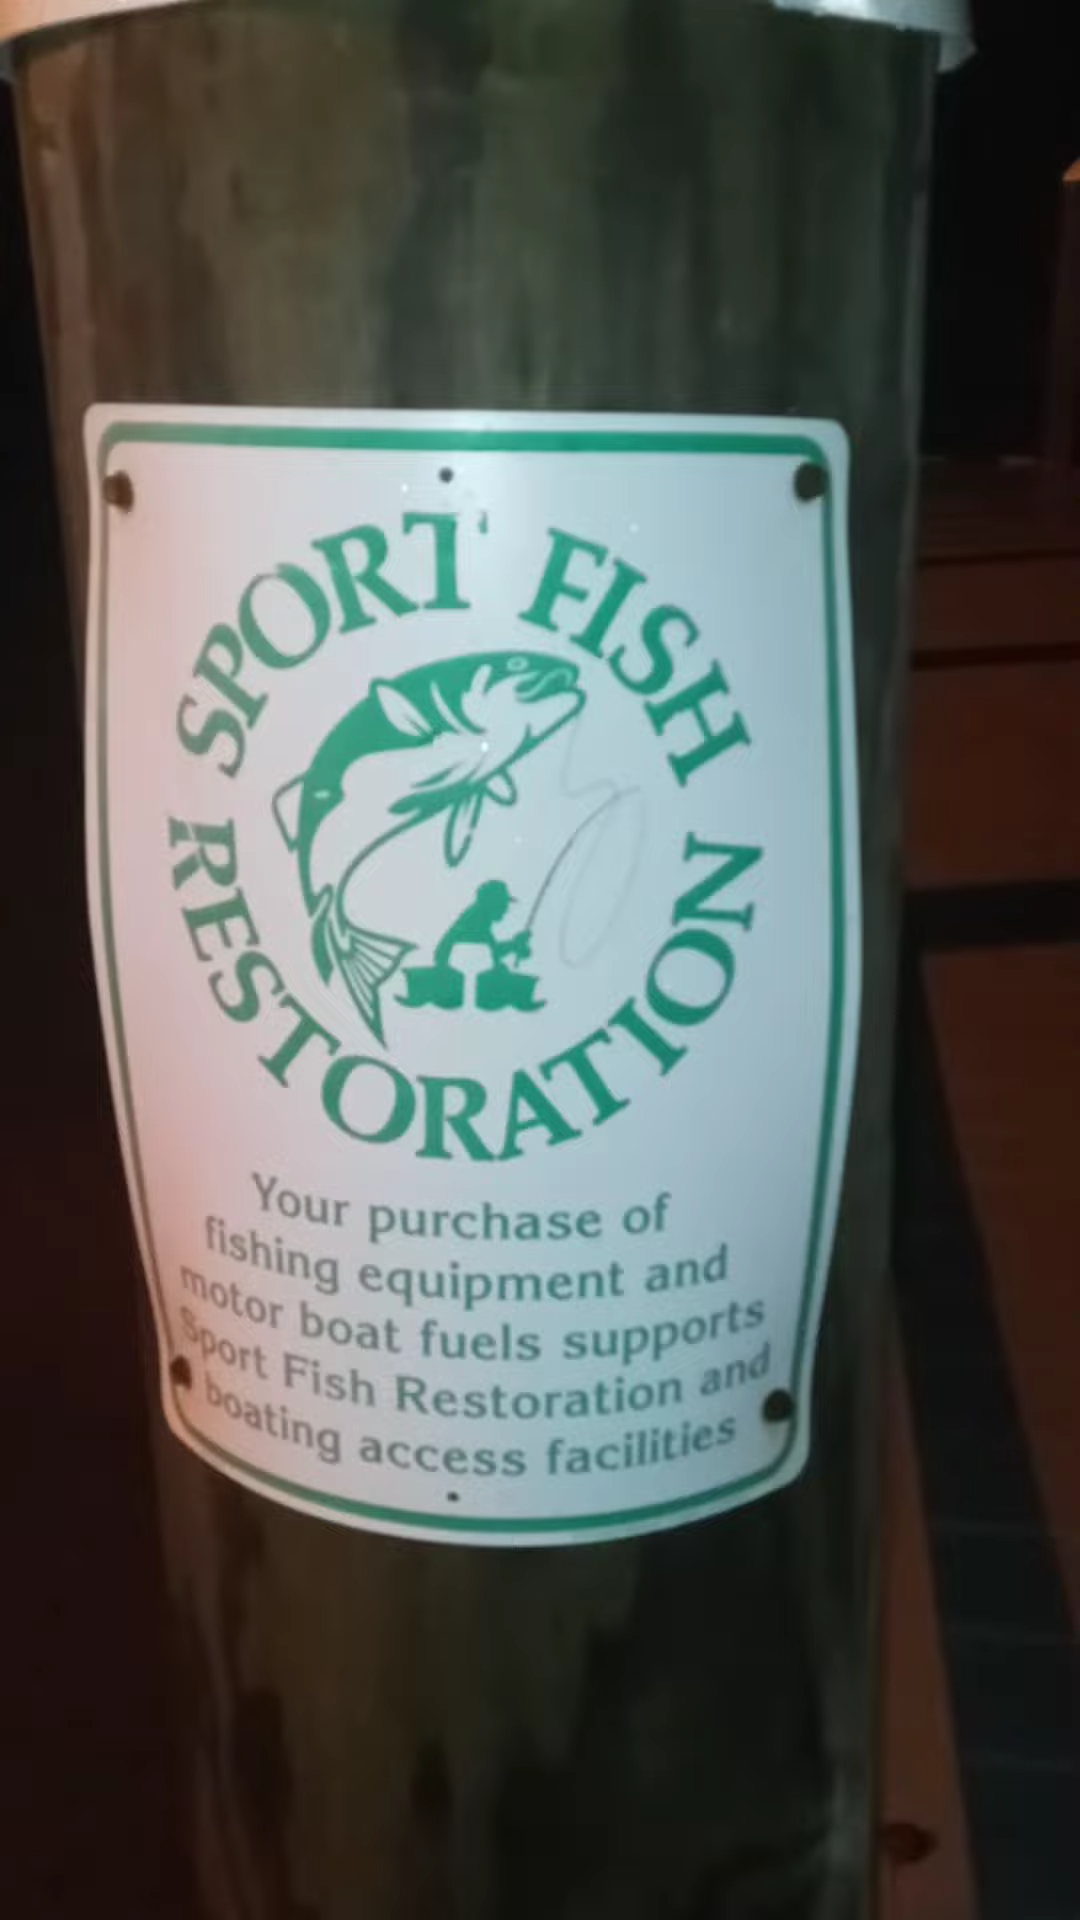 SPORT FISH
RESTORATION
Your purchase of
fishing equipment and
motor boat fuels supports
Sport Fish Restoration and
boating access facilities